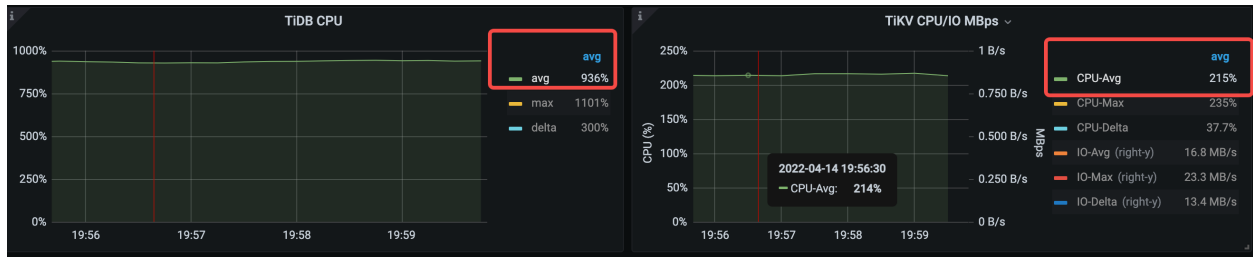 i
TiDB CPU
1000%
750%
500%
250%
0%
19:56
19:57
19:58
19:59
avg
avg 936%
max 1101%
delta 300%
i
TiKV CPU/IO MBps
CPU (%)
250%
200%
150%
100%
50%
0%
19:56
19:57
19:58
19:59
2022-04-14 19:56:30
CPU-Avg: 214%
1 B/s
0.750 B/s
0.500 B/s
0.250 B/s
0 B/s
MBps
avg
CPU-Avg 215%
CPU-Max 235%
CPU-Delta 37.7%
IO-Avg (right-y) 16.8 MB/s
IO-Max (right-y) 23.3 MB/s
IO-Delta (right-y) 13.4 MB/s